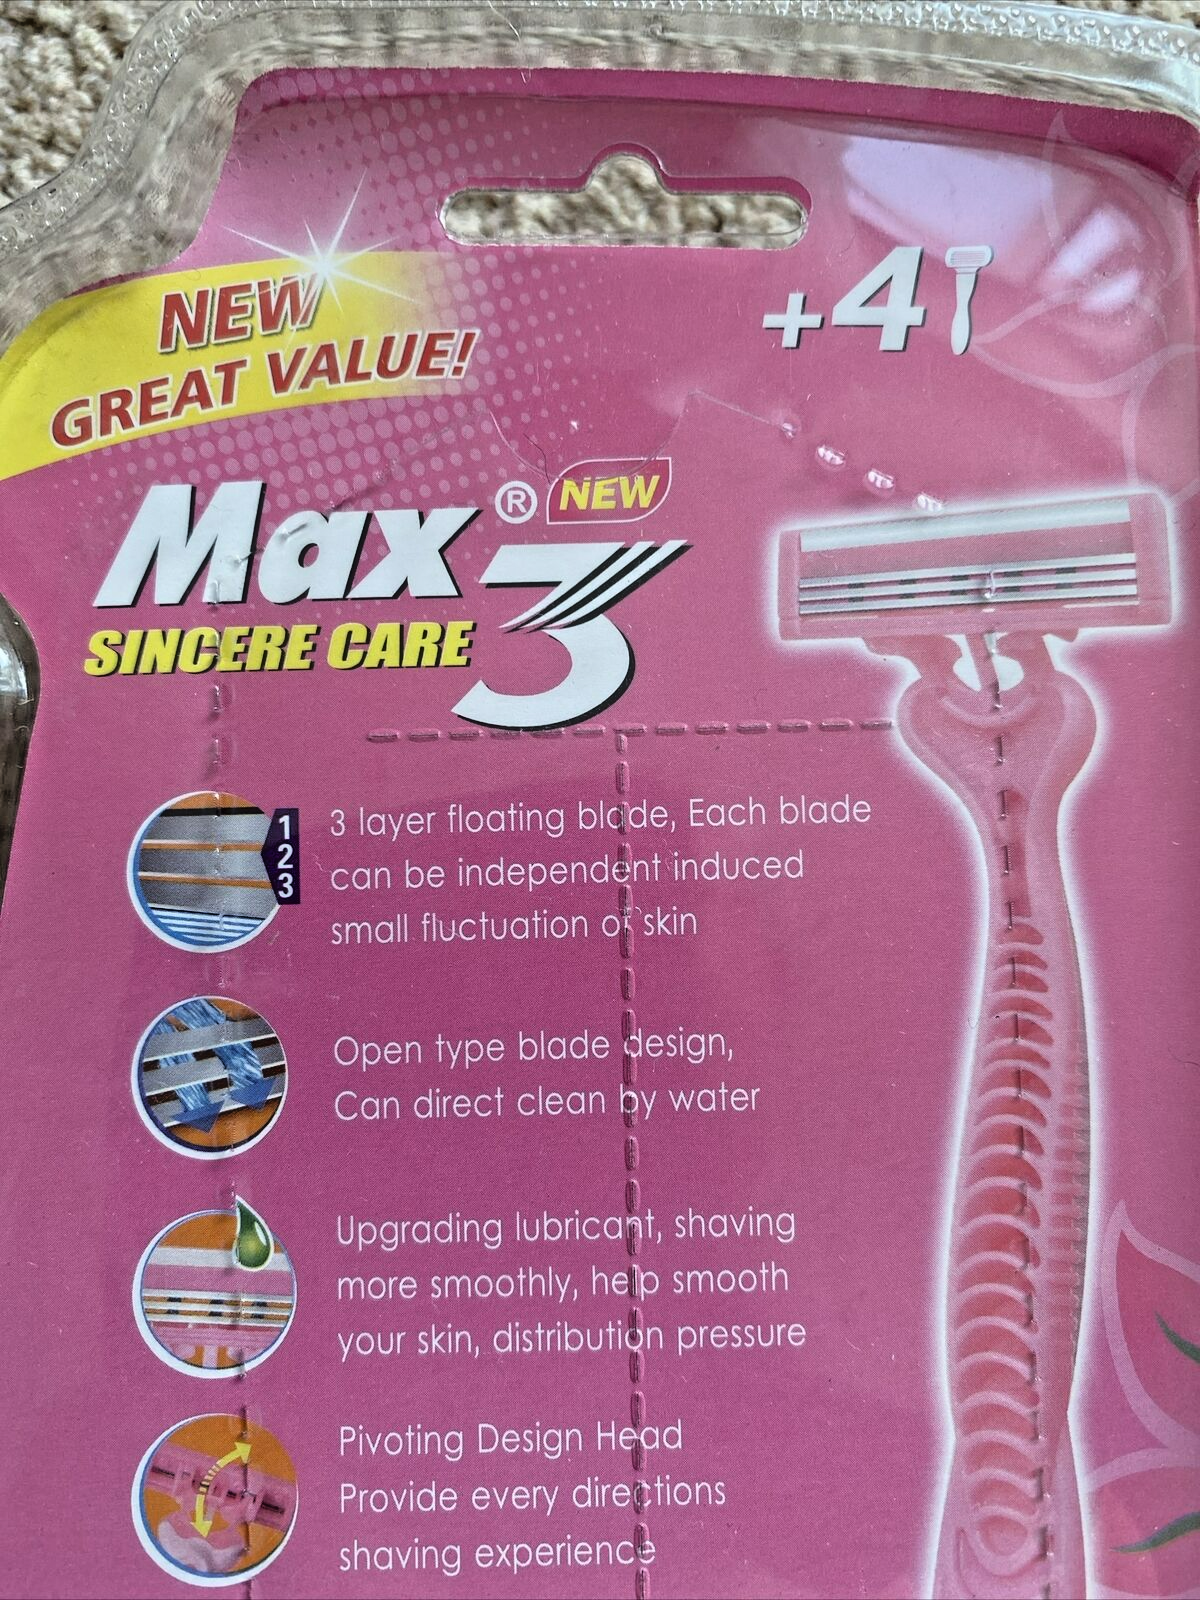 NEW
GREAT VALUE!
+4
Max ® NEW
3
SINCERE CARE
1
2
3
3 layer floating blade, Each blade
can be independent induced
small fluctuation of skin
Open type blade design,
Can direct clean by water
Upgrading lubricant, shaving
more smoothly, help smooth
your skin, distribution pressure
Pivoting Design Head
Provide every directions
shaving experience